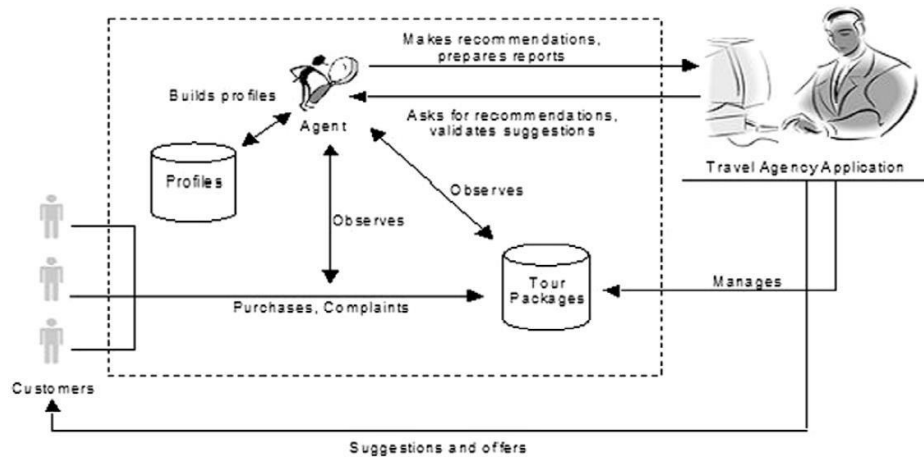 Makes recommendations,
prepares reports
Builds profiles
Asks for recommendations,
validates suggestions
Agent
Travel Agency Application
Profiles
Observes
Observes
Tour
Packages
Manages
Purchases, Complaints
Customers
Suggestions and offers